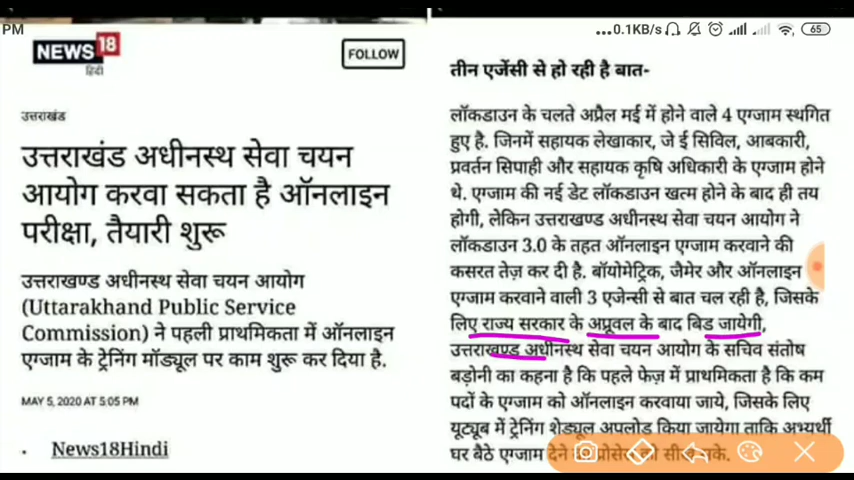 PM
...0.1KB/s
65
NEWS 18
हिंदी
FOLLOW
उत्तराखंड
उत्तराखंड अधीनस्थ सेवा चयन
आयोग करवा सकता है ऑनलाइन
परीक्षा, तैयारी शुरू
उत्तराखण्ड अधीनस्थ सेवा चयन आयोग
(Uttarakhand Public Service
Commission) ने पहली प्राथमिकता में ऑनलाइन
एग्जाम के ट्रेनिंग मॉड्यूल पर काम शुरू कर दिया है.
MAY 5, 2020 AT 5:05 PM
· News18Hindi
तीन एजेंसी से हो रही है बात-
लॉकडाउन के चलते अप्रैल मई में होने वाले 4 एग्जाम स्थगित
हुए है. जिनमें सहायक लेखाकार, जे ई सिविल, आबकारी,
प्रवर्तन सिपाही और सहायक कृषि अधिकारी के एग्जाम होने
थे. एग्जाम की नई डेट लॉकडाउन खत्म होने के बाद ही तय
होगी, लेकिन उत्तराखण्ड अधीनस्थ सेवा चयन आयोग ने
लॉकडाउन 3.0 के तहत ऑनलाइन एग्जाम करवाने की
कसरत तेज़ कर दी है. बॉयोमेट्रिक, जैमेर और ऑनलाइन
एग्जाम करवाने वाली 3 एजेन्सी से बात चल रही है, जिसके
लिए राज्य सरकार के अप्रूवल के बाद बिड जायेगी,
उत्तराखण्ड अधीनस्थ सेवा चयन आयोग के सचिव संतोष
बड़ोनी का कहना है कि पहले फेज़ में प्राथमिकता है कि कम
पदों के एग्जाम को ऑनलाइन करवाया जाये, जिसके लिए
यूट्यूब में ट्रेनिंग शेड्यूल अपलोड किया जायेगा ताकि अभ्यर्थी
घर बैठे एग्जाम देने का प्रोसेस को सीख सके.